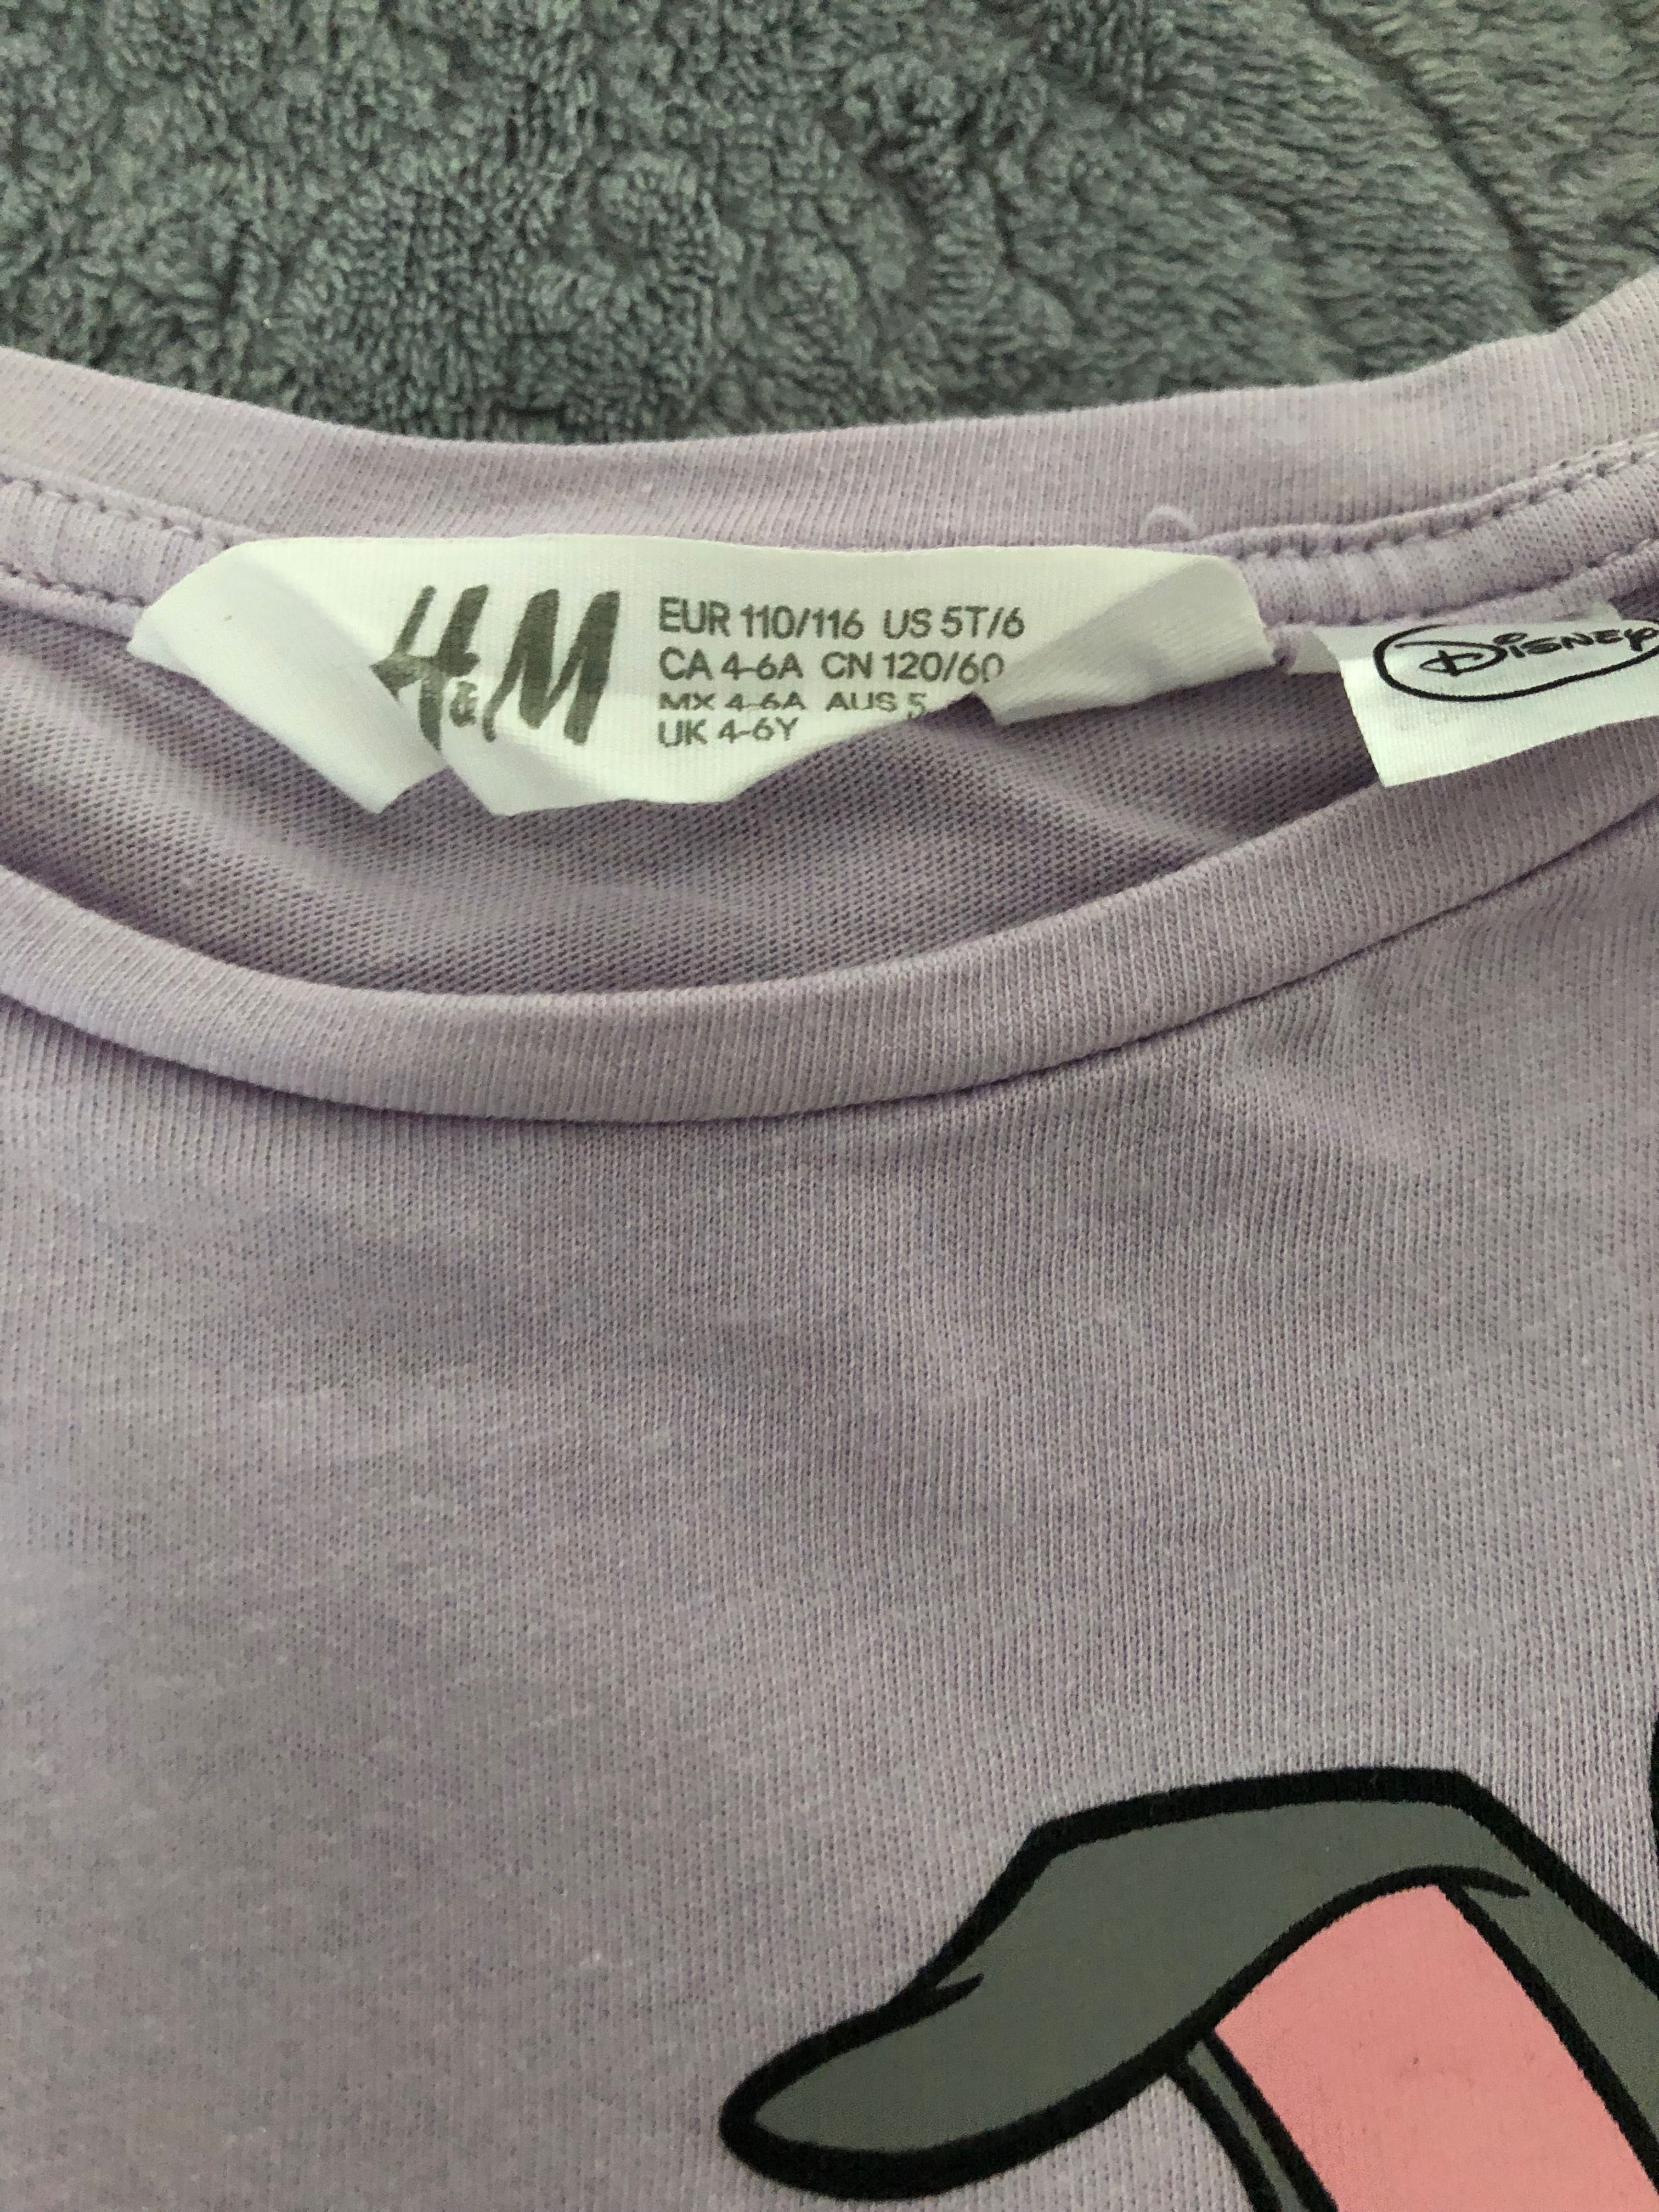 H&M
EUR 110/116 US 5T/6
CA 4-6A CN 120/60
MX 4-6A AUS 5
UK 4-6Y
DISNEY